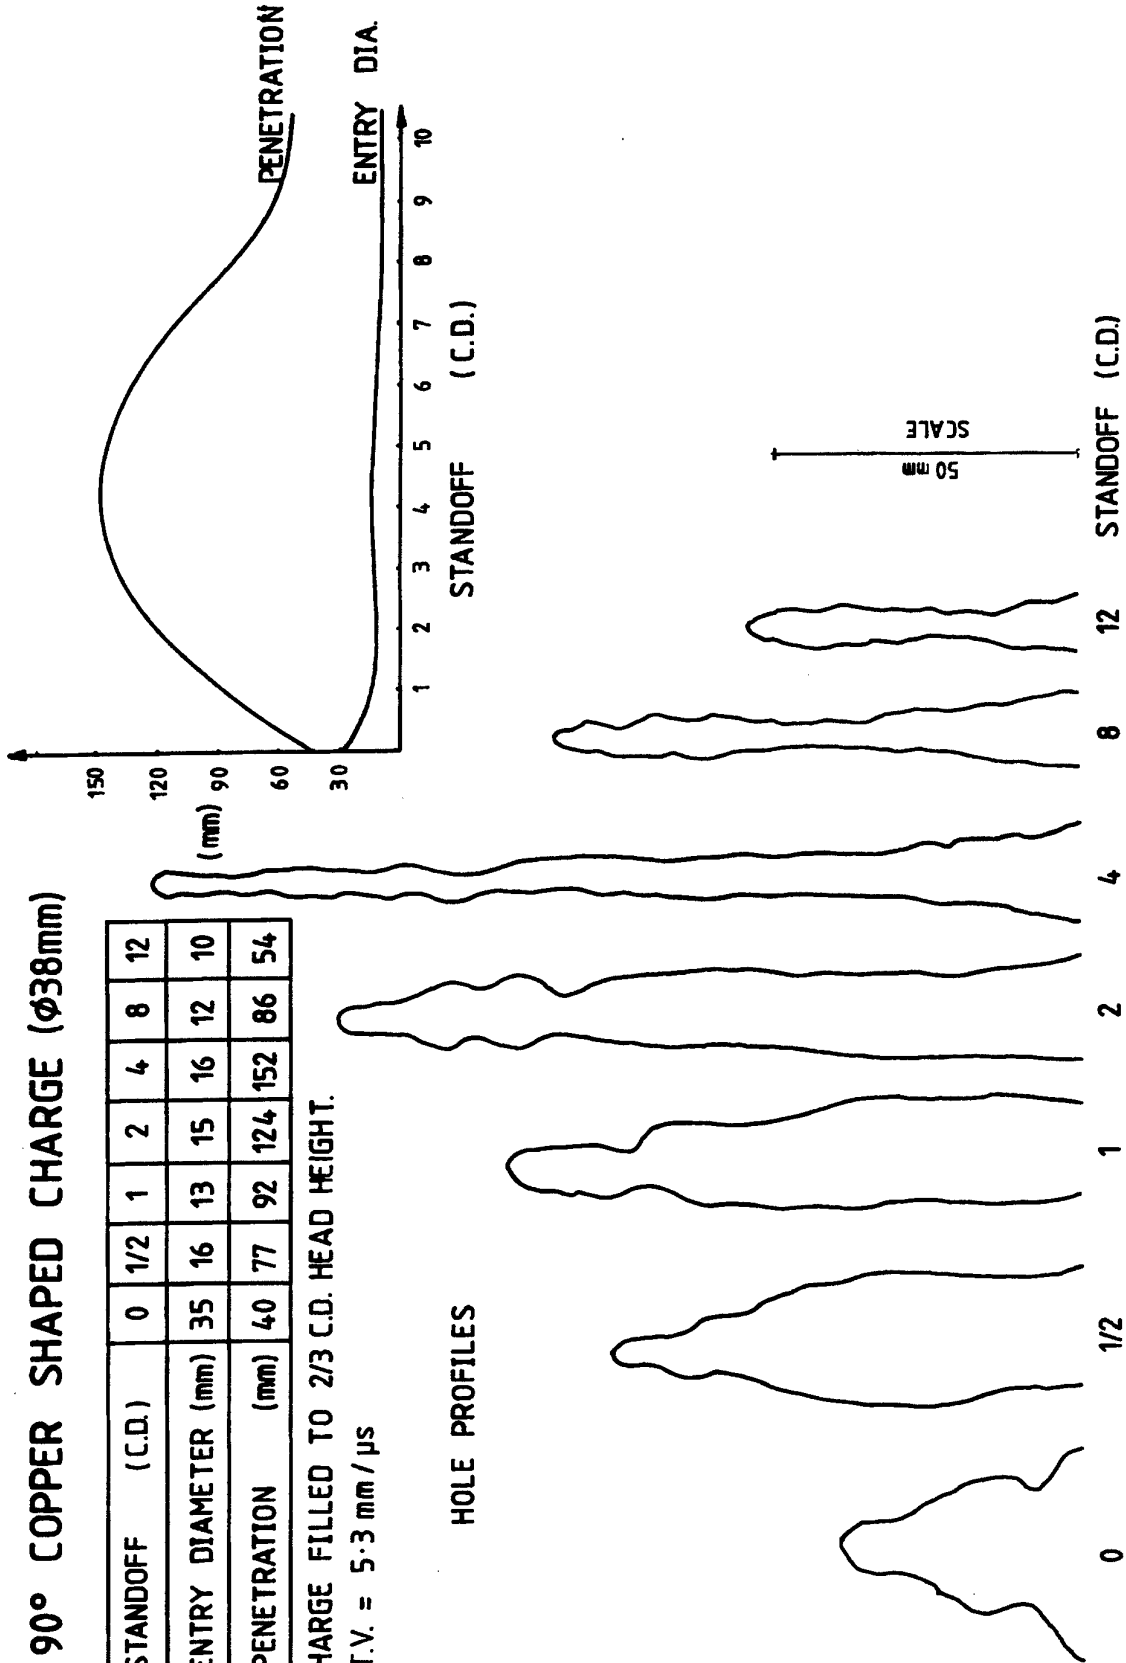 90° COPPER SHAPED CHARGE (Ø38mm)
STANDOFF (C.D.) 0 1/2 1 2 4 8 12
ENTRY DIAMETER (mm) 35 16 13 15 16 12 10
PENETRATION (mm) 40 77 92 124 152 86 54
HARGE FILLED TO 2/3 C.D. HEAD HEIGHT.
T.V. = 5·3 mm/µs
150
120
(mm)
90
60
30
PENETRATION
ENTRY DIA.
1 2 3 4 5 6 7 8 9 10
STANDOFF (C.D.)
HOLE PROFILES
50 mm
SCALE
0 1/2 1 2 4 8 12 STANDOFF (C.D.)